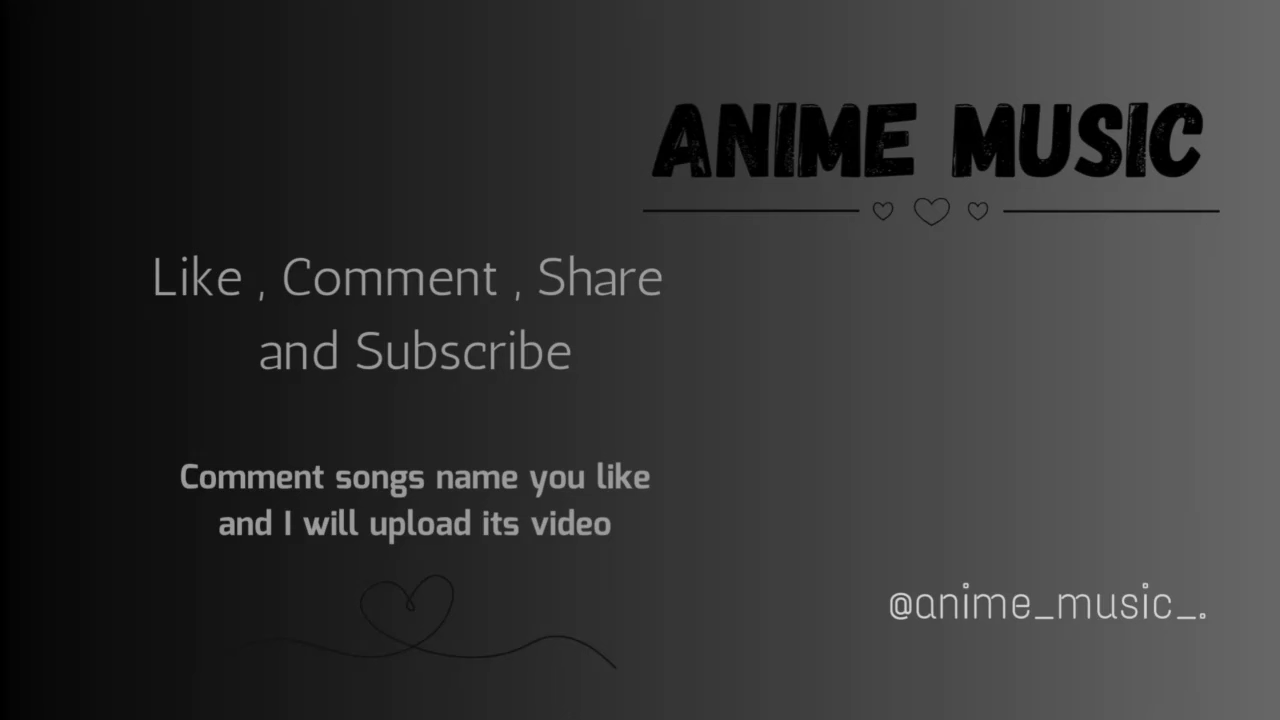 ANIME MUSIC
Like , Comment , Share
and Subscribe
Comment songs name you like
and I will upload its video
@anime_music_.